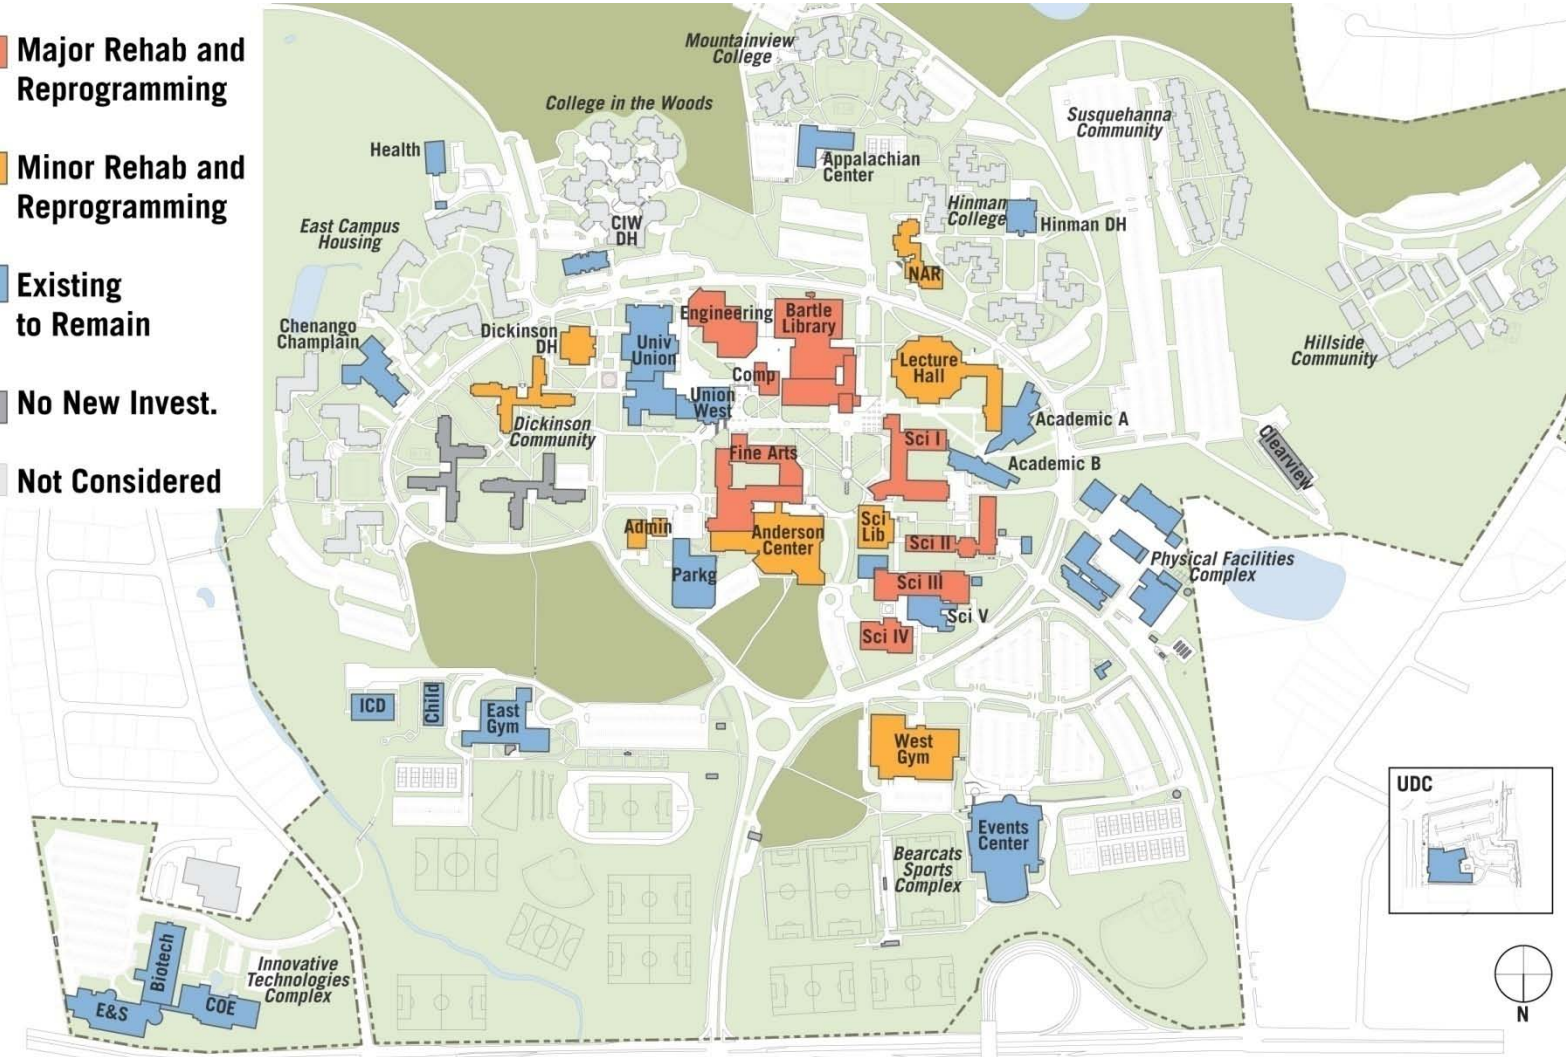 Major Rehab and
Reprogramming
Minor Rehab and
Reprogramming
Existing
to Remain
No New Invest.
Not Considered
Mountainview
College
College in the Woods
Susquehanna
Community
Health
Appalachian
Center
East Campus
Housing
CIW
DH
Hinman
College
Hinman DH
NAR
Chenango
Champlain
Dickinson
DH
Univ
Union
Engineering
Bartle
Library
Comp
Union
West
Lecture
Hall
Hillside
Community
Dickinson
Community
Academic A
Academic B
Clearview
Fine Arts
Sci I
Admin
Anderson
Center
Sci
Lib
Sci II
Parkg
Sci III
Sci V
Sci IV
Physical Facilities
Complex
ICD
Child
East
Gym
West
Gym
Events
Center
Bearcats
Sports
Complex
UDC
Biotech
E&S
COE
Innovative
Technologies
Complex
N